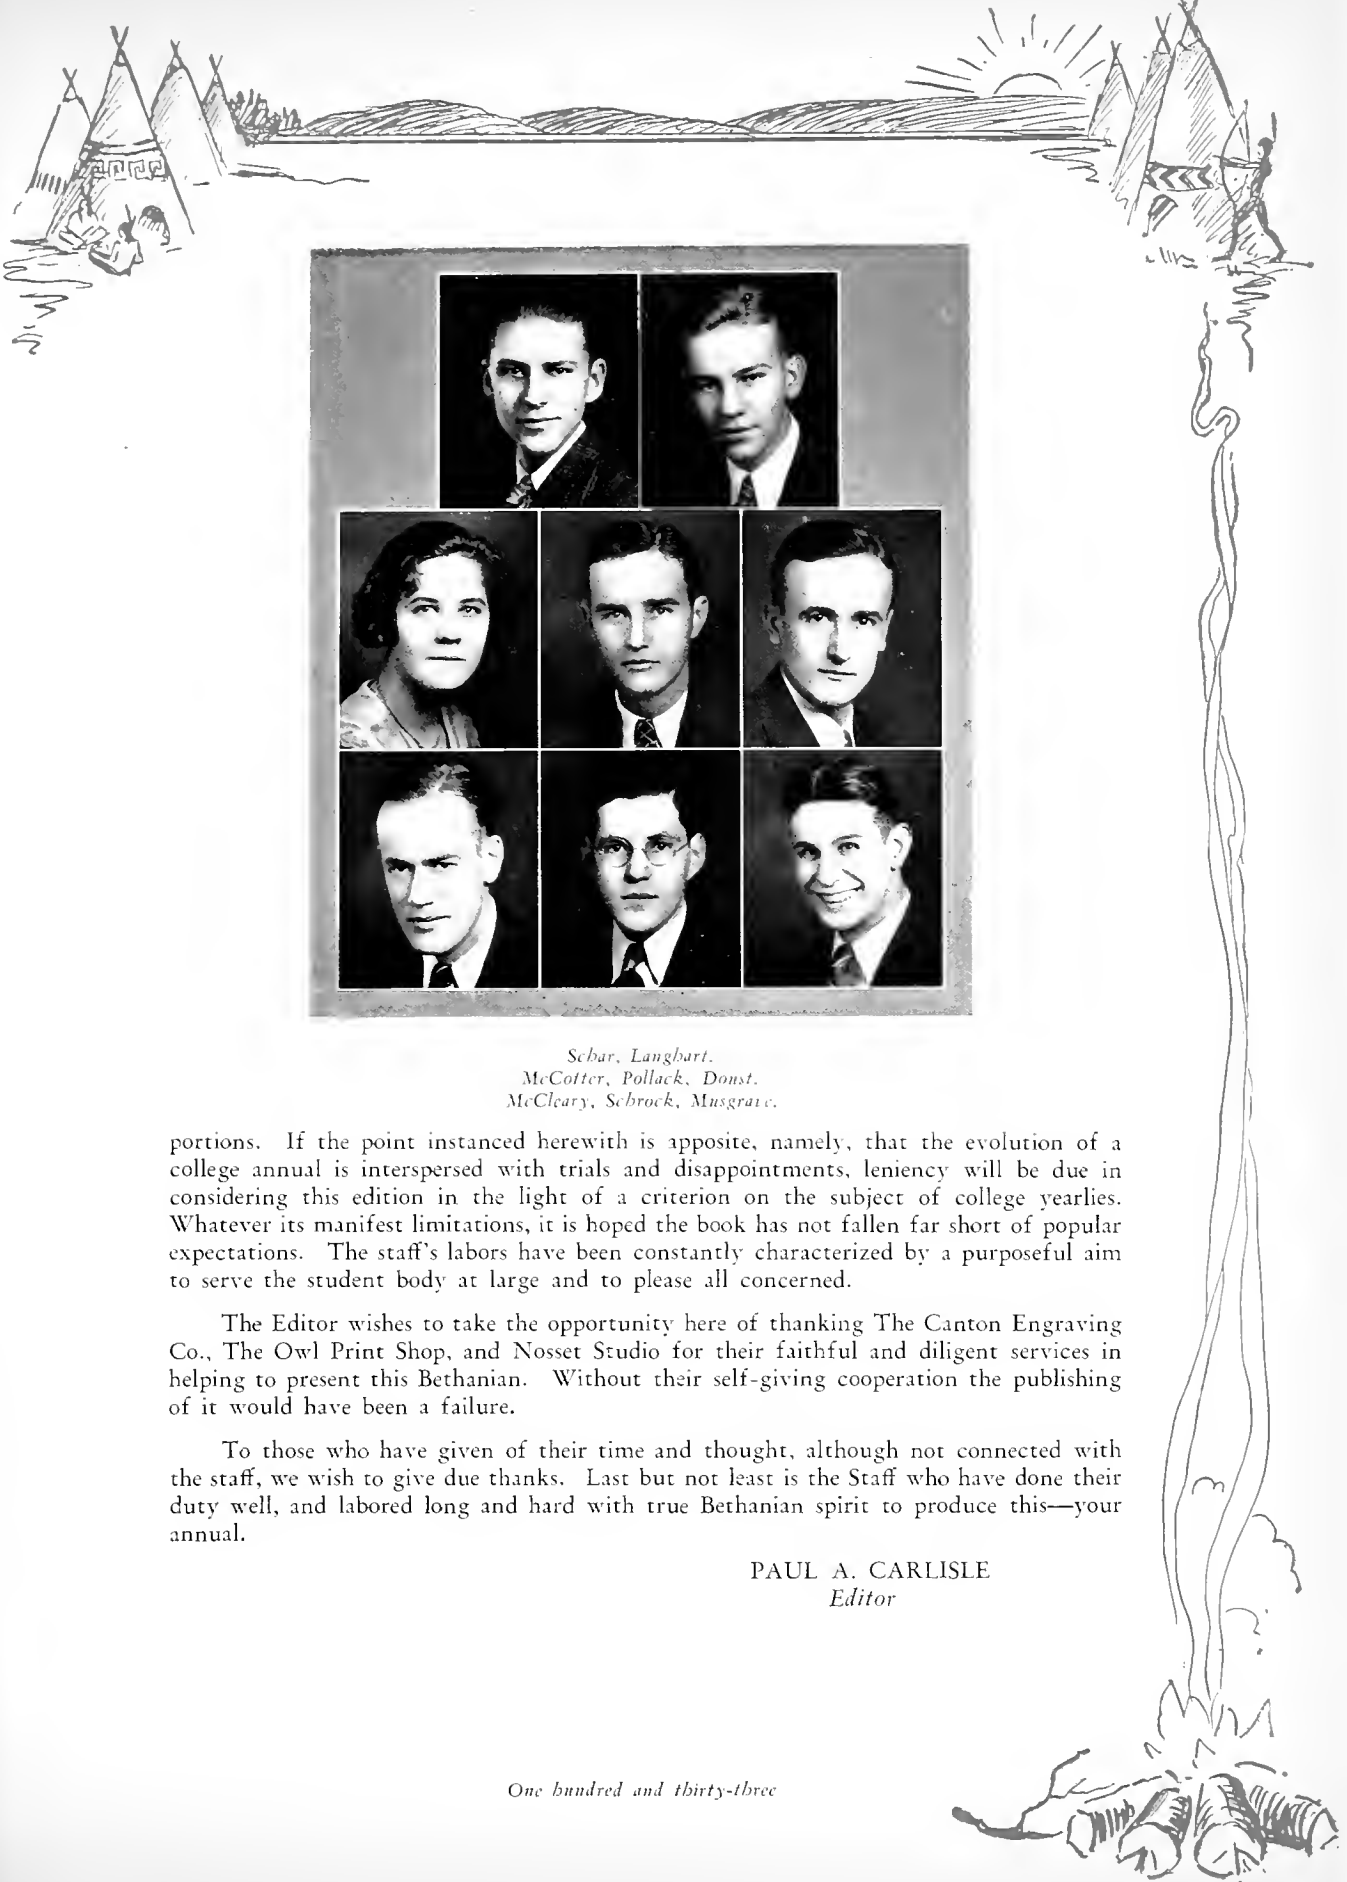 Schar, Langhart.
McCotter, Pollack, Doust.
McCleary, Schrock, Musgrave.
portions. If the point instanced herewith is apposite, namely, that the evolution of a
college annual is interspersed with trials and disappointments, leniency will be due in
considering this edition in the light of a criterion on the subject of college yearlies.
Whatever its manifest limitations, it is hoped the book has not fallen far short of popular
expectations. The staff's labors have been constantly characterized by a purposeful aim
to serve the student body at large and to please all concerned.
The Editor wishes to take the opportunity here of thanking The Canton Engraving
Co., The Owl Print Shop, and Nosset Studio for their faithful and diligent services in
helping to present this Bethanian. Without their self-giving cooperation the publishing
of it would have been a failure.
To those who have given of their time and thought, although not connected with
the staff, we wish to give due thanks. Last but not least is the Staff who have done their
duty well, and labored long and hard with true Bethanian spirit to produce this—your
annual.
PAUL A. CARLISLE
Editor
One hundred and thirty-three